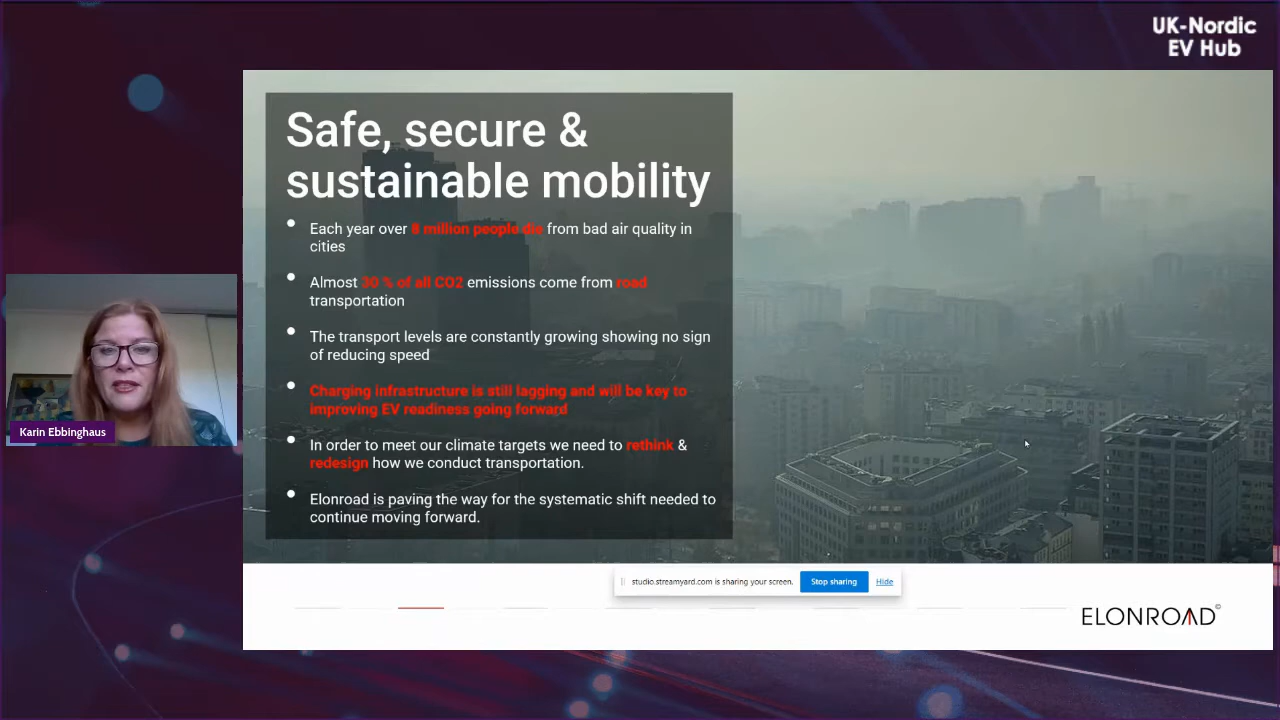 UK-Nordic
EV Hub
Safe, secure &
sustainable mobility
Each year over 8 million people die from bad air quality in
cities
Almost 30 % of all CO2 emissions come from road
transportation
The transport levels are constantly growing showing no sign
of reducing speed
Charging infrastructure is still lagging and will be key to
improving EV readiness going forward
In order to meet our climate targets we need to rethink &
redesign how we conduct transportation.
Elonroad is paving the way for the systematic shift needed to
continue moving forward.
Karin Ebbinghaus
studio.streamyard.com is sharing your screen.
Stop sharing
Hide
ELONROAD©